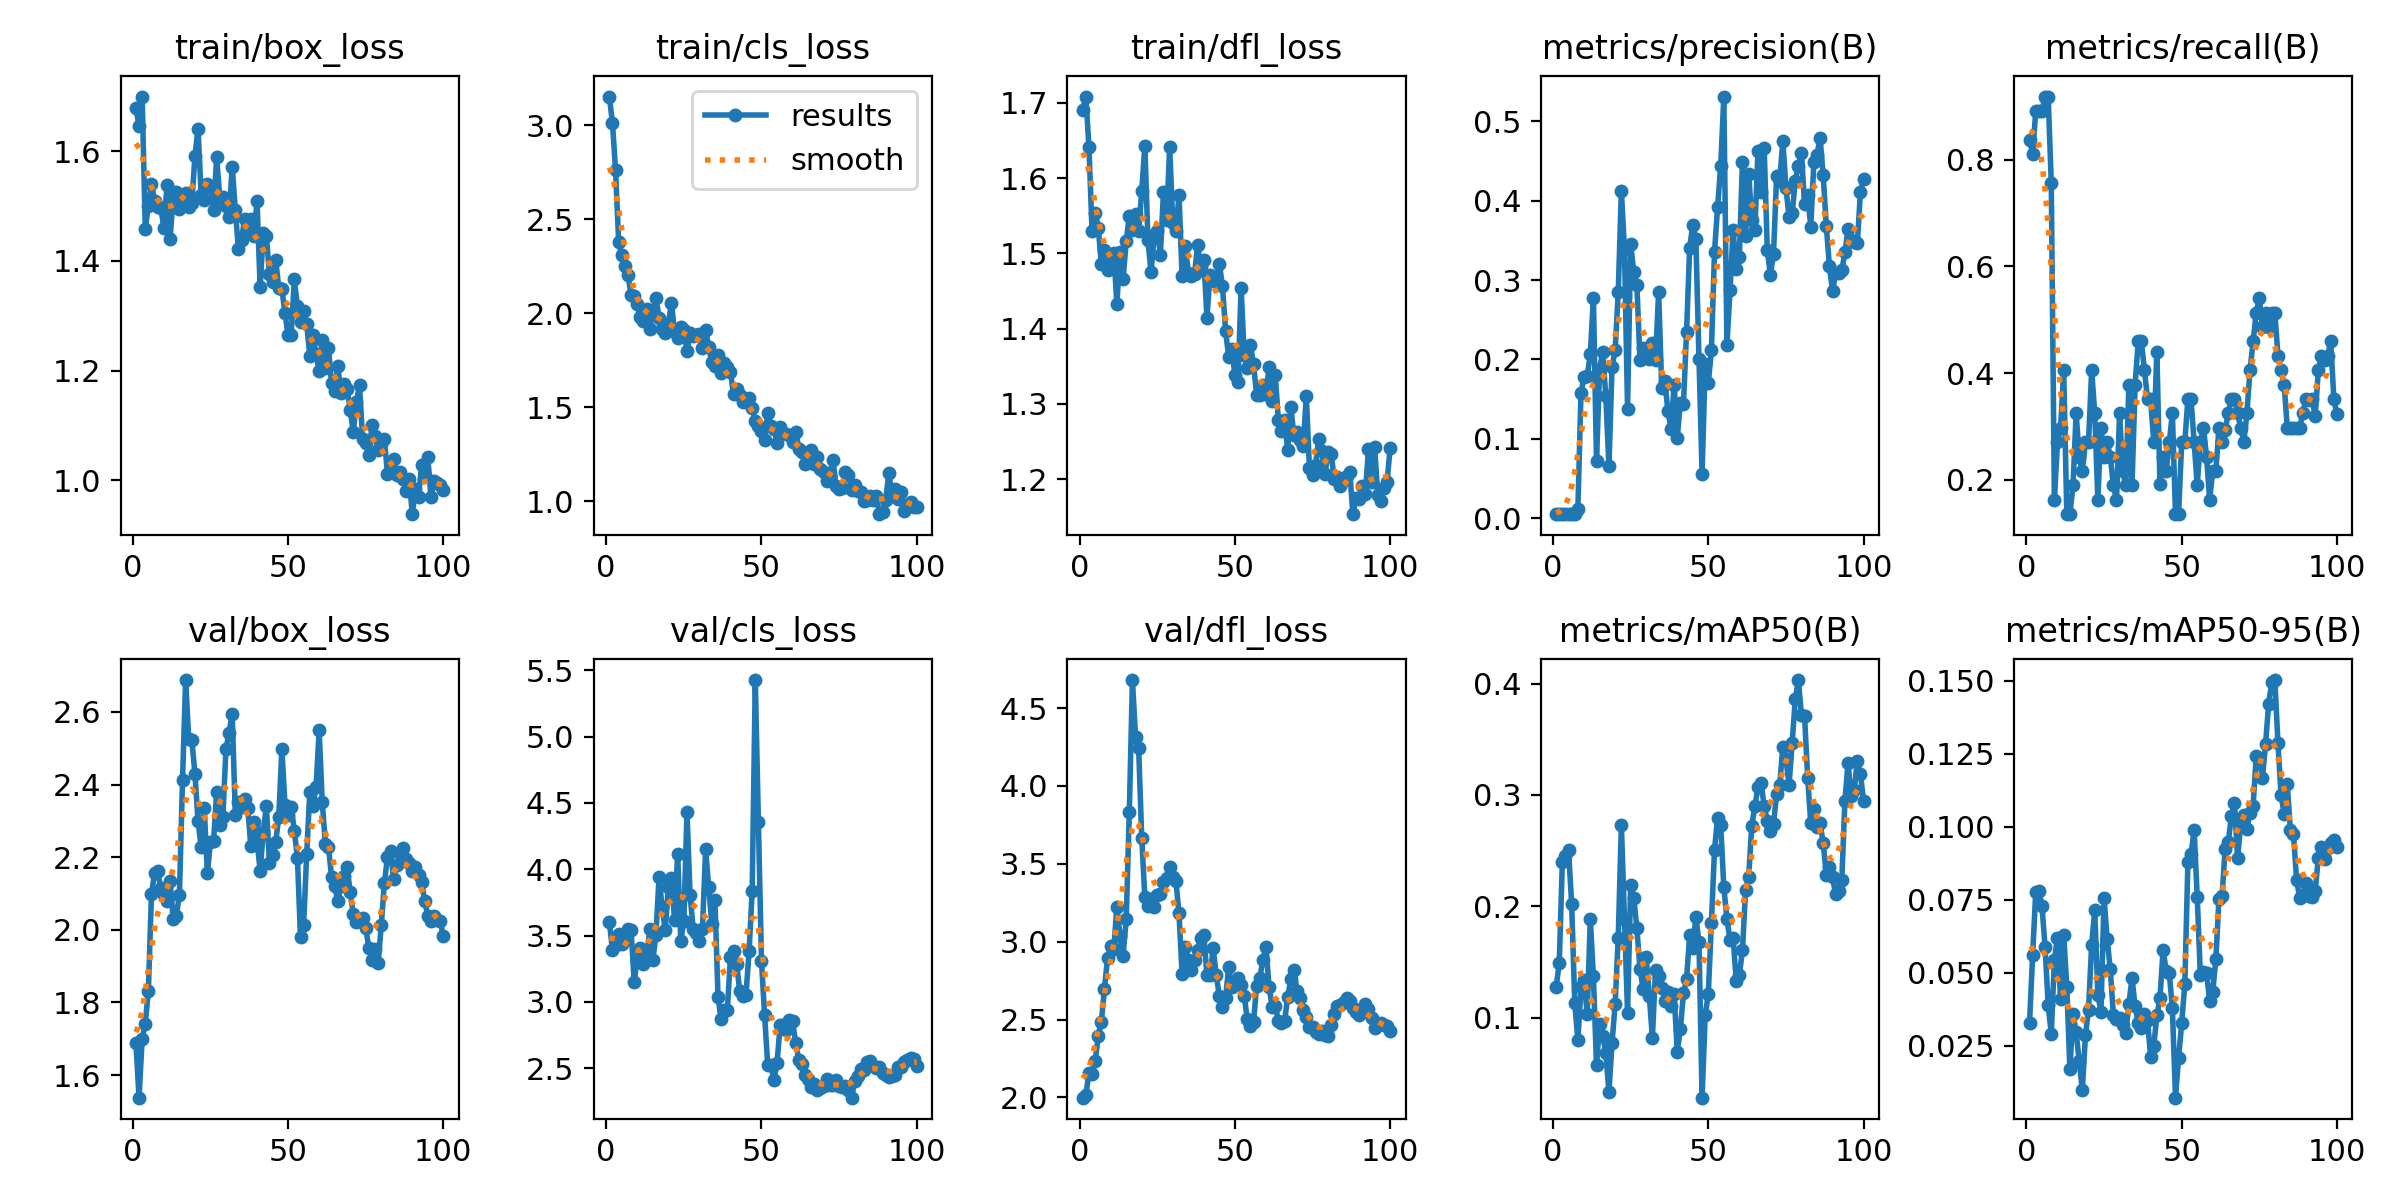 train/box_loss
1.6
1.4
1.2
1.0
0 50 100
train/cls_loss
results
smooth
3.0
2.5
2.0
1.5
1.0
0 50 100
train/dfl_loss
1.7
1.6
1.5
1.4
1.3
1.2
0 50 100
metrics/precision(B)
0.5
0.4
0.3
0.2
0.1
0.0
0 50 100
metrics/recall(B)
0.8
0.6
0.4
0.2
0 50 100
val/box_loss
2.6
2.4
2.2
2.0
1.8
1.6
0 50 100
val/cls_loss
5.5
5.0
4.5
4.0
3.5
3.0
2.5
0 50 100
val/dfl_loss
4.5
4.0
3.5
3.0
2.5
2.0
0 50 100
metrics/mAP50(B)
0.4
0.3
0.2
0.1
0 50 100
metrics/mAP50-95(B)
0.150
0.125
0.100
0.075
0.050
0.025
0 50 100